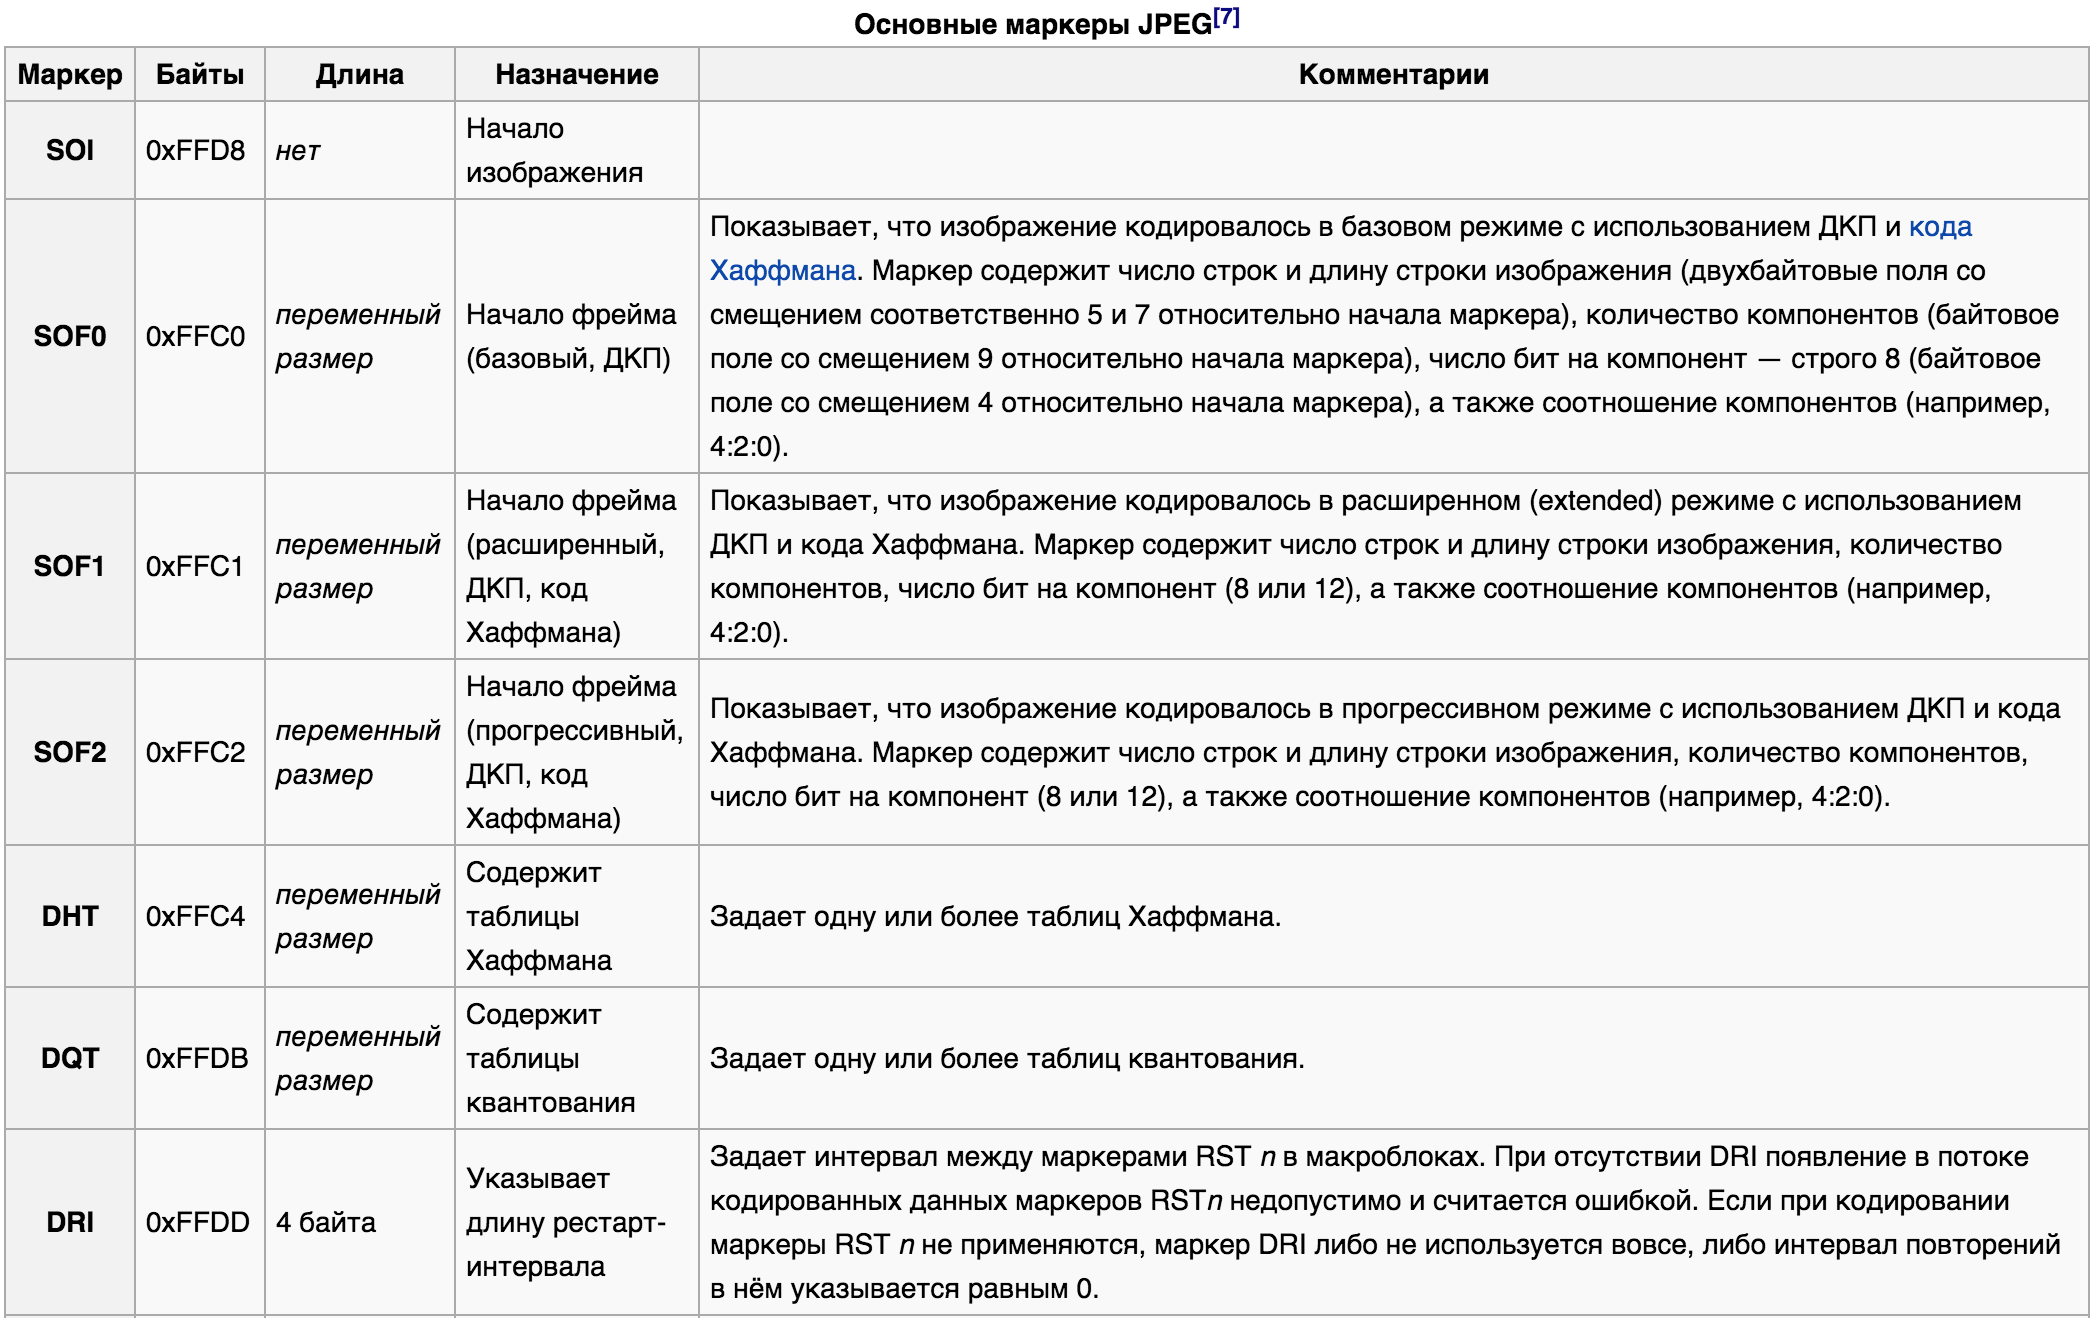 Основные маркеры JPEG[7]
Маркер Байты Длина Назначение Комментарии
SOI 0xFFD8 нет
Начало
изображения
SOF0 0xFFC0
переменный
размер
Начало фрейма
(базовый, ДКП)
Показывает, что изображение кодировалось в базовом режиме с использованием ДКП и кода
Хаффмана. Маркер содержит число строк и длину строки изображения (двухбайтовые поля со
смещением соответственно 5 и 7 относительно начала маркера), количество компонентов (байтовое
поле со смещением 9 относительно начала маркера), число бит на компонент — строго 8 (байтовое
поле со смещением 4 относительно начала маркера), а также соотношение компонентов (например,
4:2:0).
SOF1 0xFFC1
переменный
размер
Начало фрейма
(расширенный,
ДКП, код
Хаффмана)
Показывает, что изображение кодировалось в расширенном (extended) режиме с использованием
ДКП и кода Хаффмана. Маркер содержит число строк и длину строки изображения, количество
компонентов, число бит на компонент (8 или 12), а также соотношение компонентов (например,
4:2:0).
SOF2 0xFFC2
переменный
размер
Начало фрейма
(прогрессивный,
ДКП, код
Хаффмана)
Показывает, что изображение кодировалось в прогрессивном режиме с использованием ДКП и кода
Хаффмана. Маркер содержит число строк и длину строки изображения, количество компонентов,
число бит на компонент (8 или 12), а также соотношение компонентов (например, 4:2:0).
DHT 0xFFC4
переменный
размер
Содержит
таблицы
Хаффмана
Задает одну или более таблиц Хаффмана.
DQT 0xFFDB
переменный
размер
Содержит
таблицы
квантования
Задает одну или более таблиц квантования.
DRI 0xFFDD 4 байта
Указывает
длину рестарт-
интервала
Задает интервал между маркерами RST n в макроблоках. При отсутствии DRI появление в потоке
кодированных данных маркеров RSTn недопустимо и считается ошибкой. Если при кодировании
маркеры RST n не применяются, маркер DRI либо не используется вовсе, либо интервал повторений
в нём указывается равным 0.